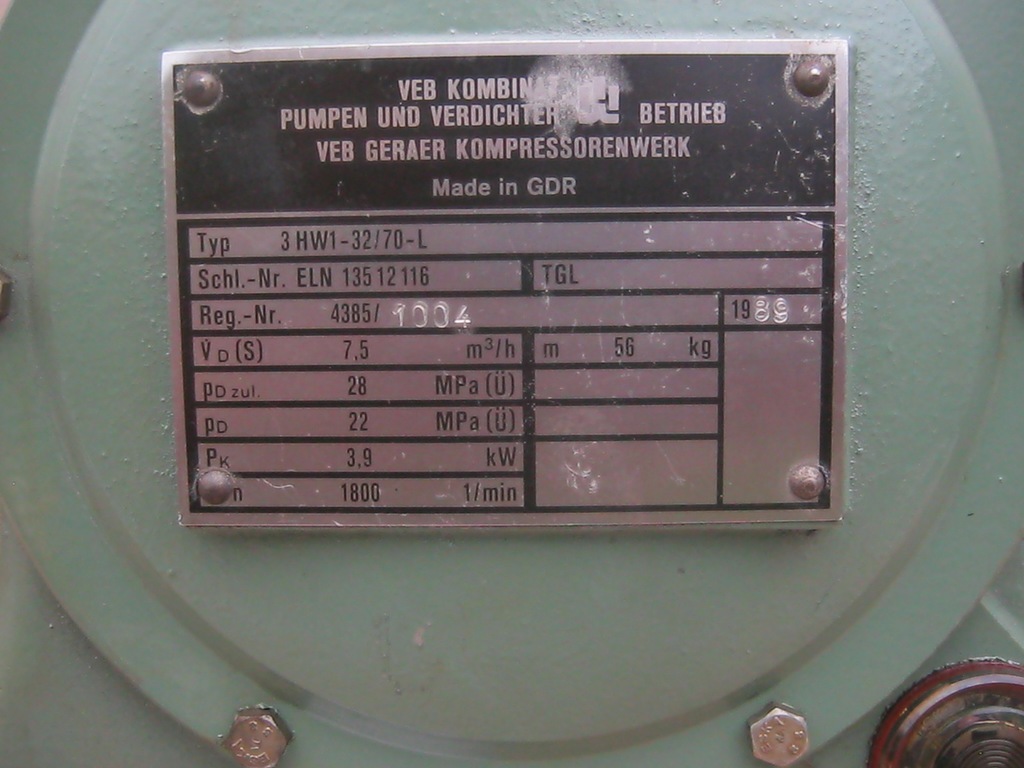 VEB KOMBINAT
PUMPEN UND VERDICHTER BETRIEB
VEB GERAER KOMPRESSORENWERK
Made in GDR
Typ 3 HW1-32/70-L
Schl.-Nr. ELN 135 12 116 TGL
Reg.-Nr. 4385/ 1004 1989
V̇D (S) 7,5 m³/h m 56 kg
pD zul. 28 MPa (Ü)
pD 22 MPa (Ü)
PK 3,9 kW
n 1800 1/min